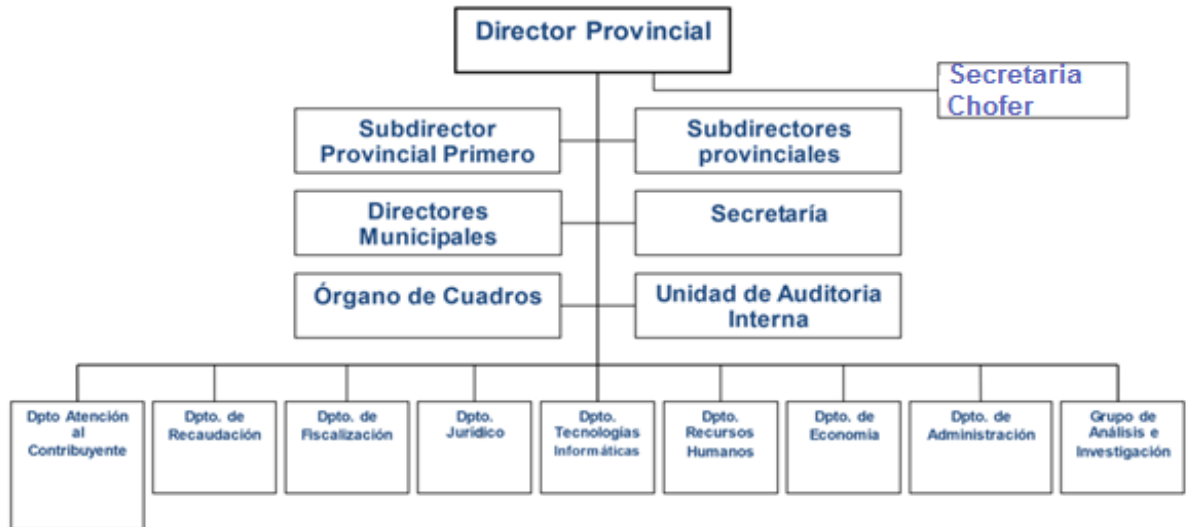 Director Provincial
Secretaria
Chofer
Subdirector
Provincial Primero
Subdirectores
provinciales
Directores
Municipales
Secretaría
Órgano de Cuadros
Unidad de Auditoria
Interna
Dpto Atención
al
Contribuyente
Dpto. de
Recaudación
Dpto. de
Fiscalización
Dpto.
Jurídico
Dpto.
Tecnologías
Informáticas
Dpto.
Recursos
Humanos
Dpto. de
Economía
Dpto. de
Administración
Grupo de
Análisis e
Investigación